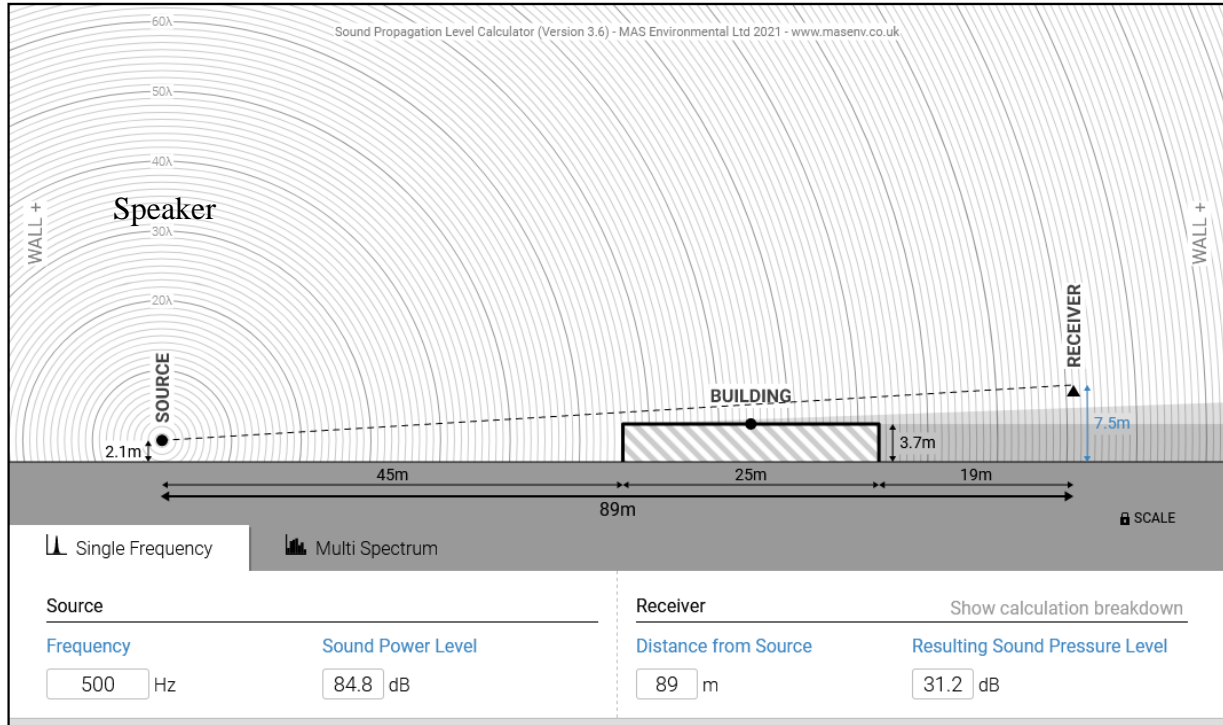 60λ
Sound Propagation Level Calculator (Version 3.6) - MAS Environmental Ltd 2021 - www.masenv.co.uk
50λ
40λ
Speaker
WALL +
WALL +
30λ
20λ
RECEIVER
SOURCE
BUILDING
7.5m
2.1m
3.7m
45m
25m
19m
89m
SCALE
Single Frequency
Multi Spectrum
Source
Receiver
Show calculation breakdown
Frequency
Sound Power Level
Distance from Source
Resulting Sound Pressure Level
500 Hz
84.8 dB
89 m
31.2 dB